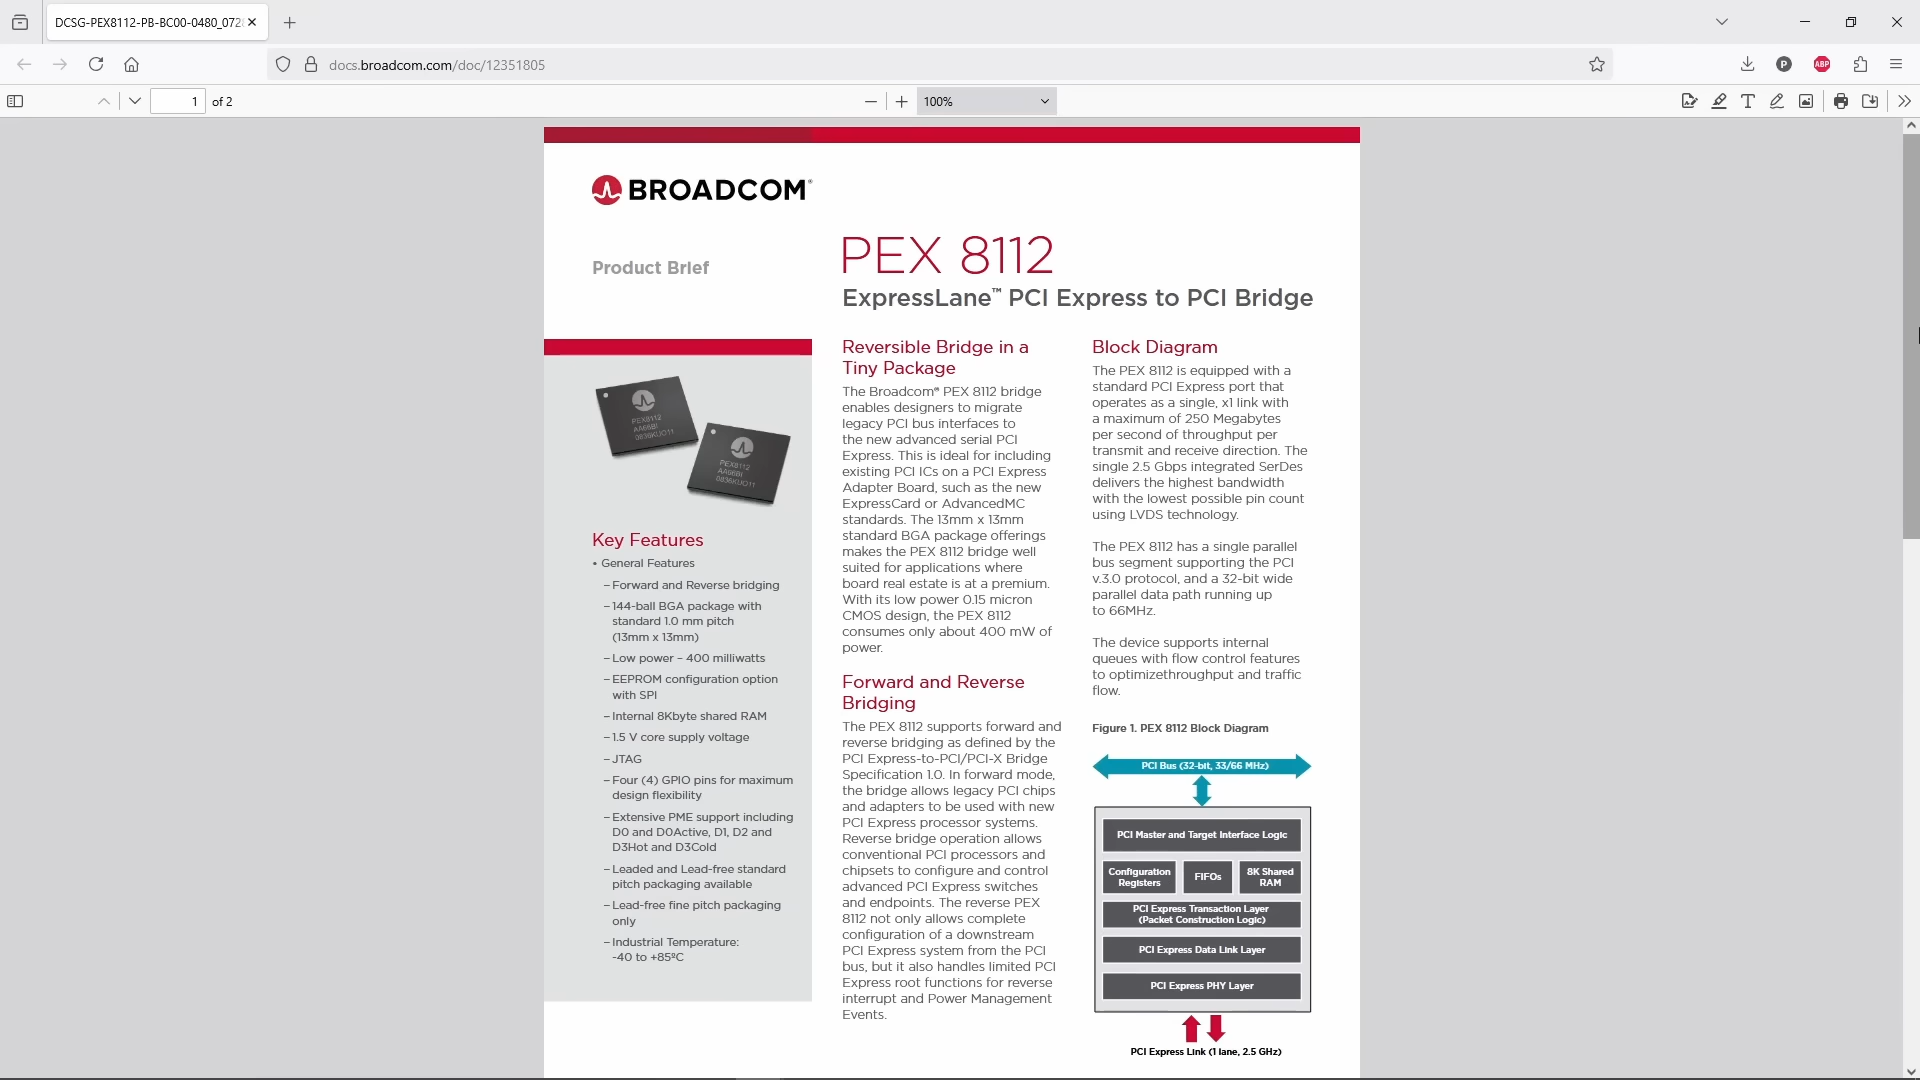 DCSG-PEX8112-PB-BC00-0480_072
docs.broadcom.com/doc/12351805
P
ABP
1 of 2
100%
BROADCOM®
Product Brief
PEX 8112
ExpressLane™ PCI Express to PCI Bridge
PEX8112
AA66BI
0836KUO11
PEX8112
AA66BI
0836KUO11
Key Features
• General Features
– Forward and Reverse bridging
– 144-ball BGA package with
standard 1.0 mm pitch
(13mm x 13mm)
– Low power – 400 milliwatts
– EEPROM configuration option
with SPI
– Internal 8Kbyte shared RAM
– 1.5 V core supply voltage
– JTAG
– Four (4) GPIO pins for maximum
design flexibility
– Extensive PME support including
D0 and D0Active, D1, D2 and
D3Hot and D3Cold
– Leaded and Lead-free standard
pitch packaging available
– Lead-free fine pitch packaging
only
– Industrial Temperature:
-40 to +85ºC
Reversible Bridge in a
Tiny Package
The Broadcom® PEX 8112 bridge
enables designers to migrate
legacy PCI bus interfaces to
the new advanced serial PCI
Express. This is ideal for including
existing PCI ICs on a PCI Express
Adapter Board, such as the new
ExpressCard or AdvancedMC
standards. The 13mm x 13mm
standard BGA package offerings
makes the PEX 8112 bridge well
suited for applications where
board real estate is at a premium.
With its low power 0.15 micron
CMOS design, the PEX 8112
consumes only about 400 mW of
power.
Forward and Reverse
Bridging
The PEX 8112 supports forward and
reverse bridging as defined by the
PCI Express-to-PCI/PCI-X Bridge
Specification 1.0. In forward mode,
the bridge allows legacy PCI chips
and adapters to be used with new
PCI Express processor systems.
Reverse bridge operation allows
conventional PCI processors and
chipsets to configure and control
advanced PCI Express switches
and endpoints. The reverse PEX
8112 not only allows complete
configuration of a downstream
PCI Express system from the PCI
bus, but it also handles limited PCI
Express root functions for reverse
interrupt and Power Management
Events.
Block Diagram
The PEX 8112 is equipped with a
standard PCI Express port that
operates as a single, x1 link with
a maximum of 250 Megabytes
per second of throughput per
transmit and receive direction. The
single 2.5 Gbps integrated SerDes
delivers the highest bandwidth
with the lowest possible pin count
using LVDS technology.
The PEX 8112 has a single parallel
bus segment supporting the PCI
v.3.0 protocol, and a 32-bit wide
parallel data path running up
to 66MHz.
The device supports internal
queues with flow control features
to optimizethroughput and traffic
flow.
Figure 1. PEX 8112 Block Diagram
PCI Bus (32-bit, 33/66 MHz)
PCI Master and Target Interface Logic
Configuration
Registers
FIFOs
8K Shared
RAM
PCI Express Transaction Layer
(Packet Construction Logic)
PCI Express Data Link Layer
PCI Express PHY Layer
PCI Express Link (1 lane, 2.5 GHz)